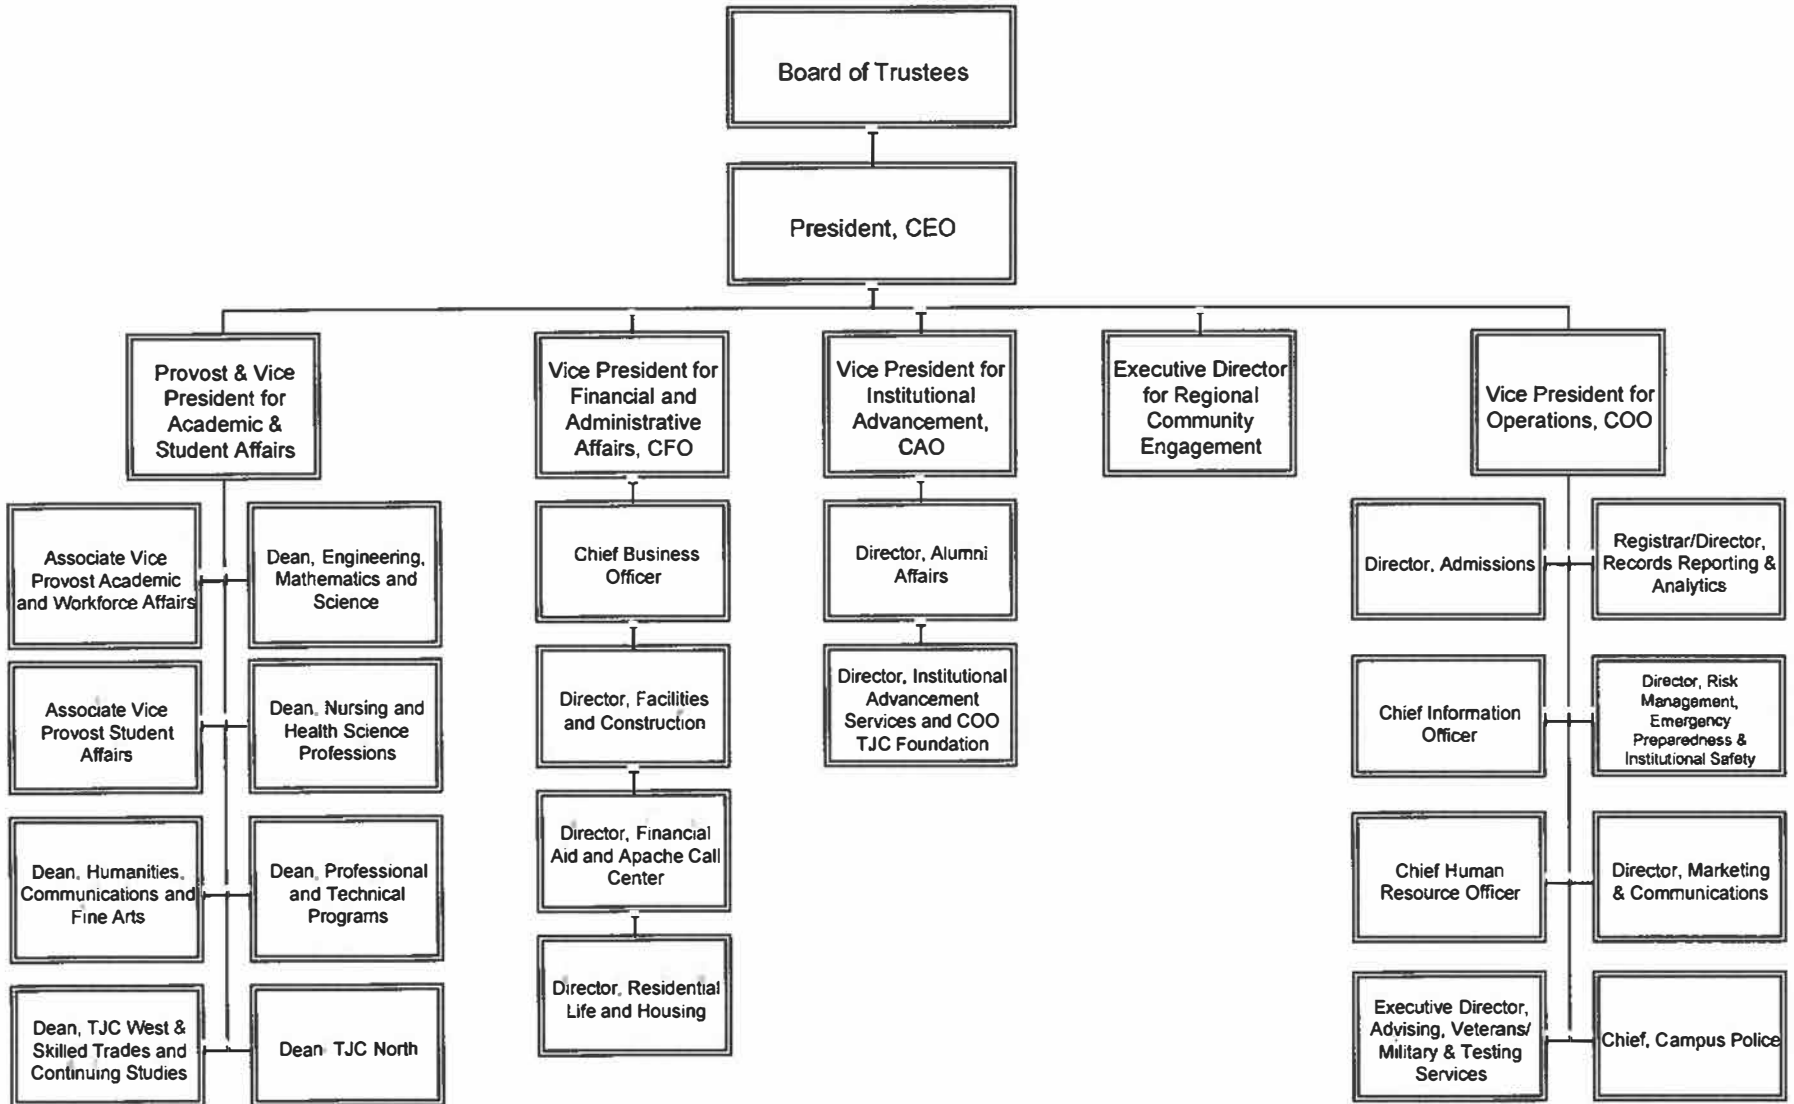 Board of Trustees
President, CEO
Provost & Vice
President for
Academic &
Student Affairs
Vice President for
Financial and
Administrative
Affairs, CFO
Vice President for
Institutional
Advancement,
CAO
Executive Director
for Regional
Community
Engagement
Vice President for
Operations, COO
Associate Vice
Provost Academic
and Workforce Affairs
Dean, Engineering,
Mathematics and
Science
Associate Vice
Provost Student
Affairs
Dean, Nursing and
Health Science
Professions
Dean, Humanities,
Communications and
Fine Arts
Dean, Professional
and Technical
Programs
Dean, TJC West &
Skilled Trades and
Continuing Studies
Dean TJC North
Chief Business
Officer
Director, Facilities
and Construction
Director, Financial
Aid and Apache Call
Center
Director, Residential
Life and Housing
Director, Alumni
Affairs
Director, Institutional
Advancement
Services and COO
TJC Foundation
Director, Admissions
Registrar/Director,
Records Reporting &
Analytics
Chief Information
Officer
Director, Risk
Management,
Emergency
Preparedness &
Institutional Safety
Chief Human
Resource Officer
Director, Marketing
& Communications
Executive Director,
Advising, Veterans/
Military & Testing
Services
Chief, Campus Police